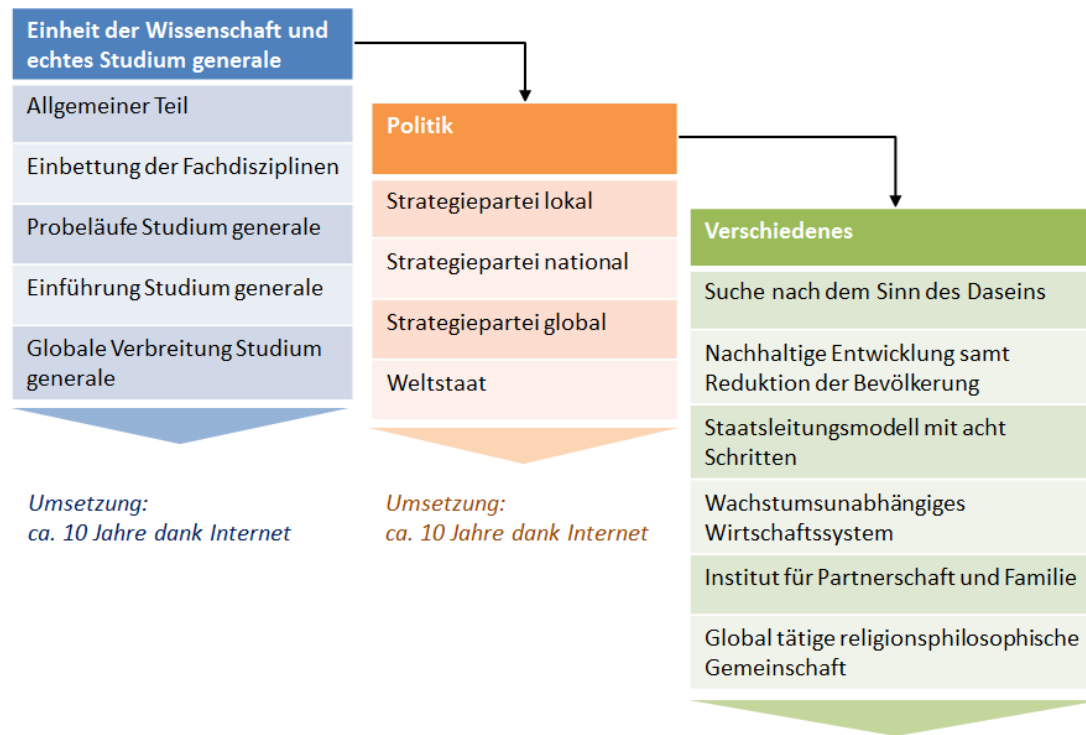 Einheit der Wissenschaft und
echtes Studium generale
Allgemeiner Teil
Einbettung der Fachdisziplinen
Probeläufe Studium generale
Einführung Studium generale
Globale Verbreitung Studium
generale
Umsetzung:
ca. 10 Jahre dank Internet
Politik
Strategiepartei lokal
Strategiepartei national
Strategiepartei global
Weltstaat
Umsetzung:
ca. 10 Jahre dank Internet
Verschiedenes
Suche nach dem Sinn des Daseins
Nachhaltige Entwicklung samt
Reduktion der Bevölkerung
Staatsleitungsmodell mit acht
Schritten
Wachstumsunabhängiges
Wirtschaftssystem
Institut für Partnerschaft und Familie
Global tätige religionsphilosophische
Gemeinschaft